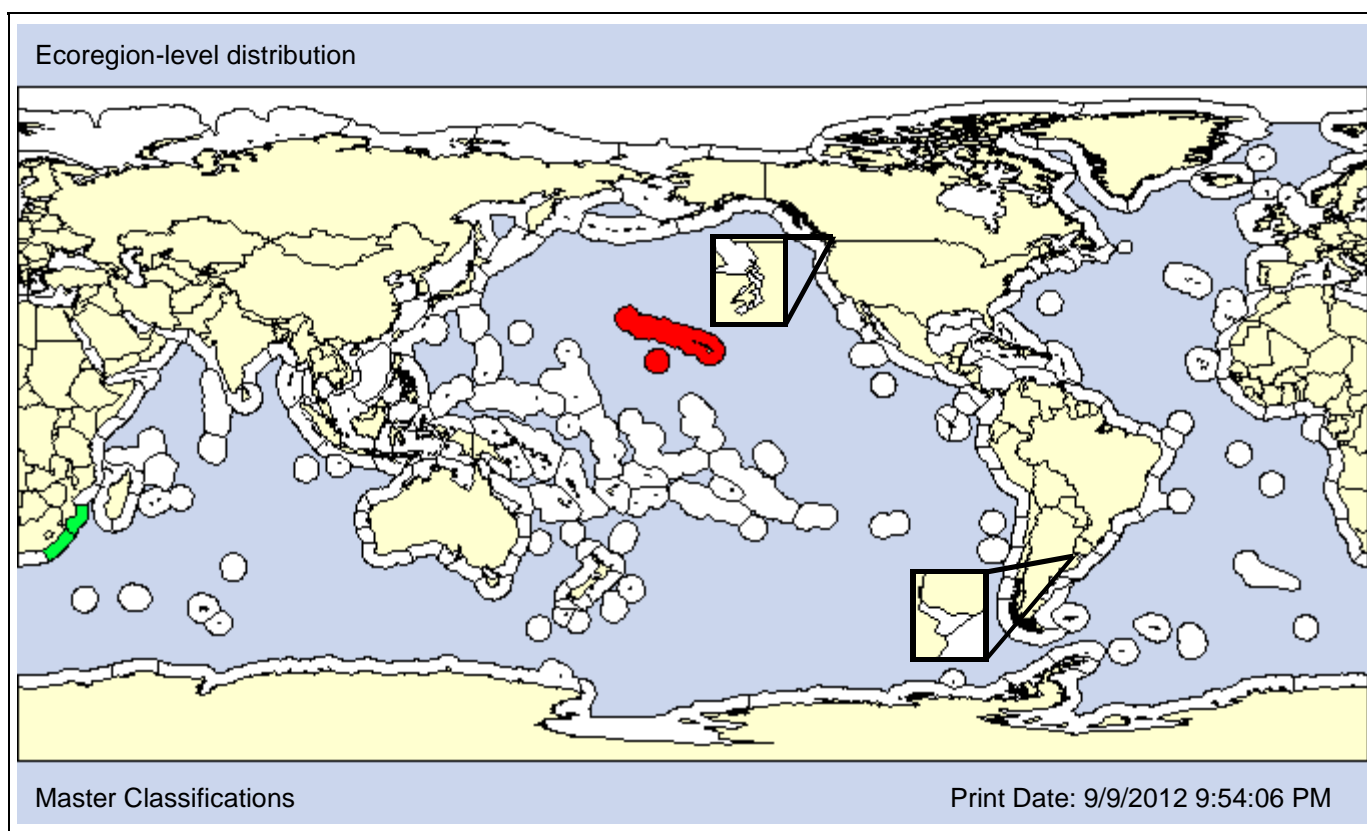 Ecoregion-level distribution
Master Classifications
Print Date: 9/9/2012 9:54:06 PM